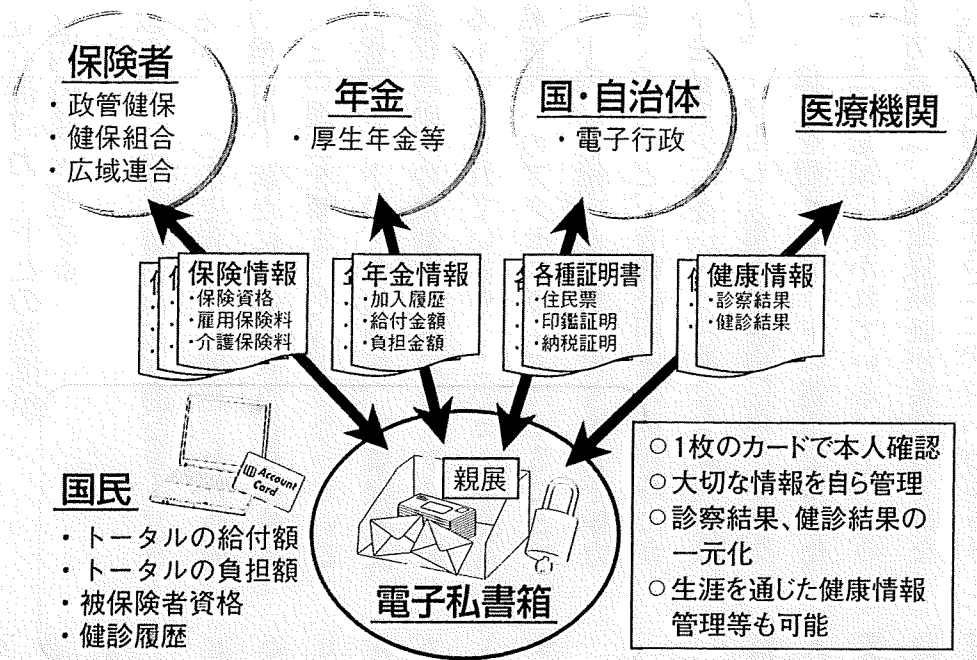 保険者
・政管健保
・健保組合
・広域連合
年金
・厚生年金等
国・自治体
・電子行政
医療機関
保険情報
・保険資格
・雇用保険料
・介護保険料
年金情報
・加入履歴
・給付金額
・負担金額
各種証明書
・住民票
・印鑑証明
・納税証明
健康情報
・診察結果
・健診結果
Account
Card
国民
・トータルの給付額
・トータルの負担額
・被保険者資格
・健診履歴
親展
電子私書箱
○1枚のカードで本人確認
○大切な情報を自ら管理
○診察結果、健診結果の
一元化
○生涯を通じた健康情報
管理等も可能